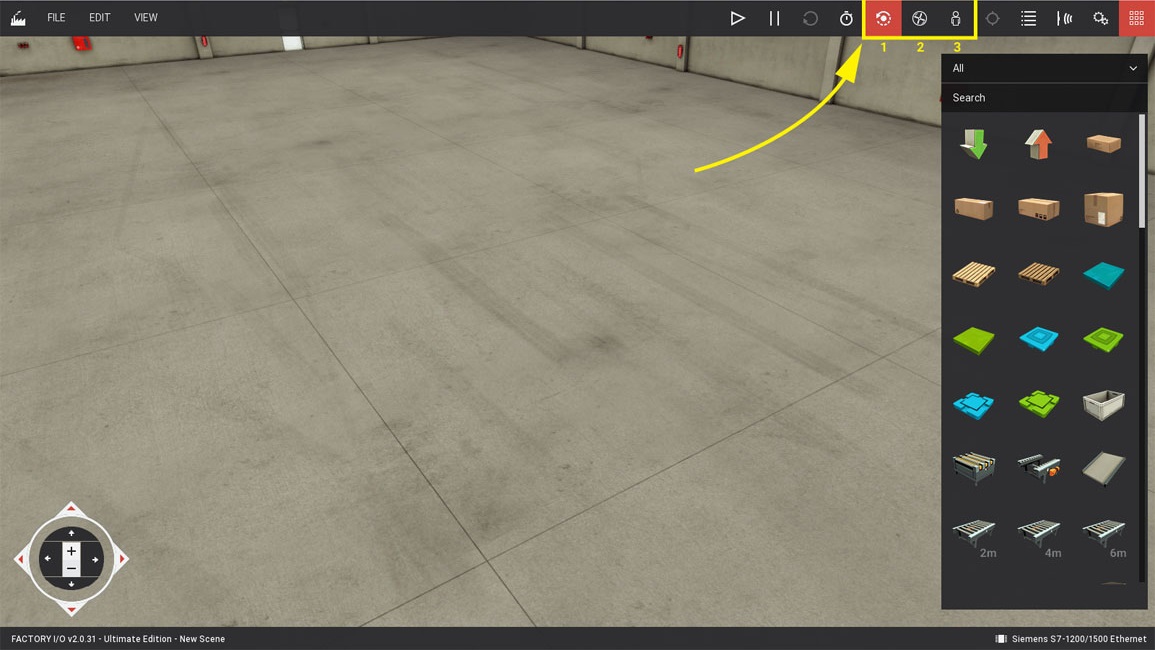 FILE EDIT VIEW
1 2 3
All
Search
2m 4m 6m
FACTORY I/O v2.0.31 - Ultimate Edition - New Scene
Siemens S7-1200/1500 Ethernet